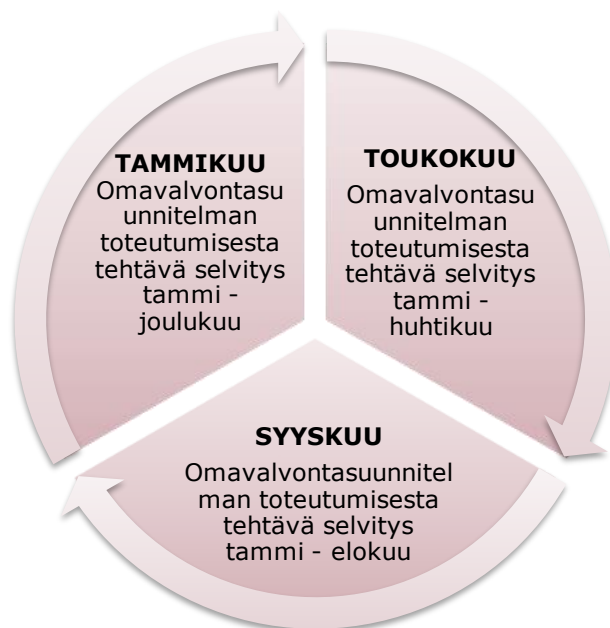 TAMMIKUU
Omavalvontasu
unnitelman
toteutumisesta
tehtävä selvitys
tammi -
joulukuu
TOUKOKUU
Omavalvontasu
unnitelman
toteutumisesta
tehtävä selvitys
tammi -
huhtikuu
SYYSKUU
Omavalvontasuunnitel
man toteutumisesta
tehtävä selvitys
tammi - elokuu